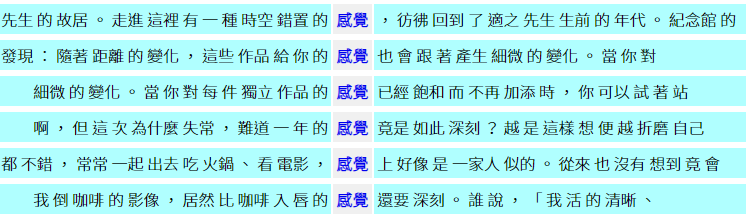 先生的故居。走進這裡有一種時空錯置的 感覺 ，彷彿回到了適之先生生前的年代。紀念館的
發現：隨著距離的變化，這些作品給你的 感覺 也會跟著產生細微的變化。當你對
細微的變化。當你對每件獨立作品的 感覺 已經飽和而不再加添時，你可以試著站
啊，但這次為什麼失常，難道一年的 感覺 竟是如此深刻？越是這樣想便越折磨自己
都不錯，常常一起出去吃火鍋、看電影， 感覺 上好像是一家人似的。從來也沒有想到竟會
我倒咖啡的影像，居然比咖啡入唇的 感覺 還要深刻。誰說，「我活的清晰、